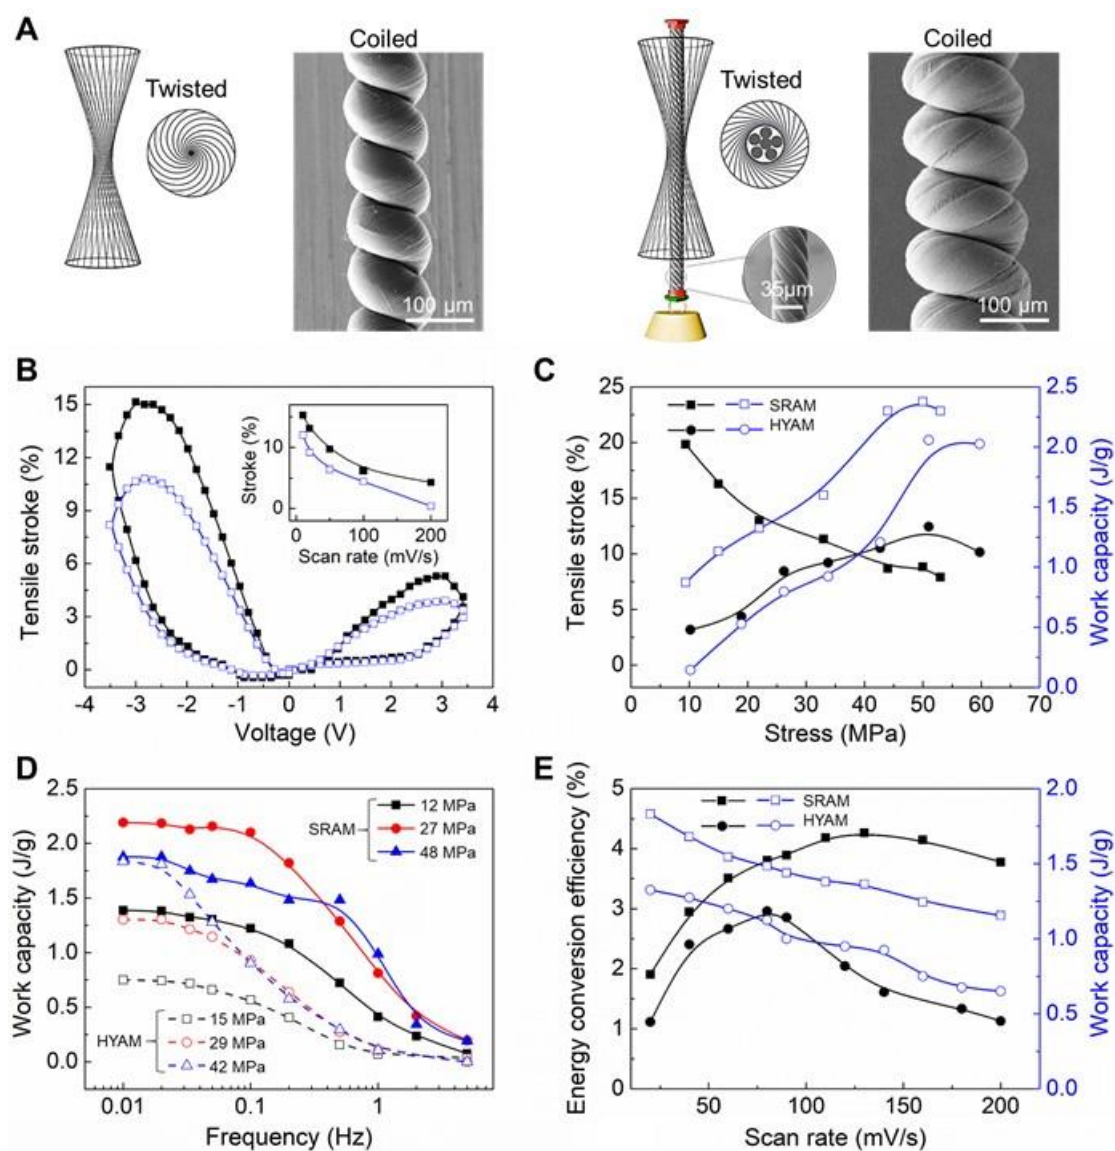 A
Twisted
Coiled
100 µm
Twisted
35µm
Coiled
100 µm
B
Tensile stroke (%)
15
12
9
6
3
0
-4 -3 -2 -1 0 1 2 3 4
Voltage (V)
Stroke (%)
10
0
0 100 200
Scan rate (mV/s)
C
Tensile stroke (%)
25
20
15
10
5
0
SRAM
HYAM
2.5
2.0
1.5
1.0
0.5
0.0
Work capacity (J/g)
0 10 20 30 40 50 60 70
Stress (MPa)
D
Work capacity (J/g)
2.5
2.0
1.5
1.0
0.5
0.0
12 MPa
SRAM 27 MPa
48 MPa
15 MPa
HYAM 29 MPa
42 MPa
0.01 0.1 1
Frequency (Hz)
E
Energy conversion efficiency (%)
5
4
3
2
1
0
SRAM
HYAM
2.0
1.5
1.0
0.5
0.0
Work capacity (J/g)
50 100 150 200
Scan rate (mV/s)